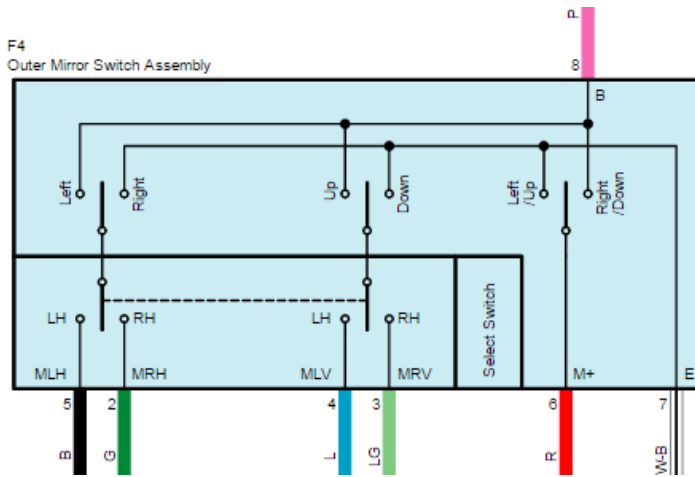 P
F4
Outer Mirror Switch Assembly
8
B
Left
Right
Up
Down
Left
/Up
Right
/Down
LH
RH
LH
RH
Select Switch
MLH
MRH
MLV
MRV
M+
E
5
2
4
3
6
7
B
G
L
LG
R
W-B